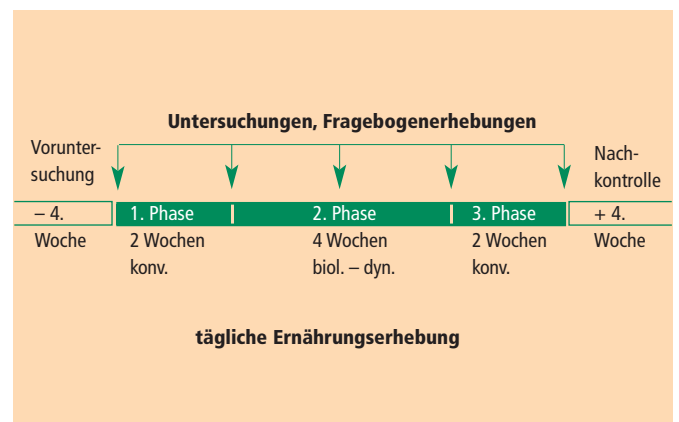 Untersuchungen, Fragebogenerhebungen
Vorunter-
suchung
Nach-
kontrolle
– 4.
Woche
1. Phase
2 Wochen
konv.
2. Phase
4 Wochen
biol. – dyn.
3. Phase
2 Wochen
konv.
+ 4.
Woche
tägliche Ernährungserhebung